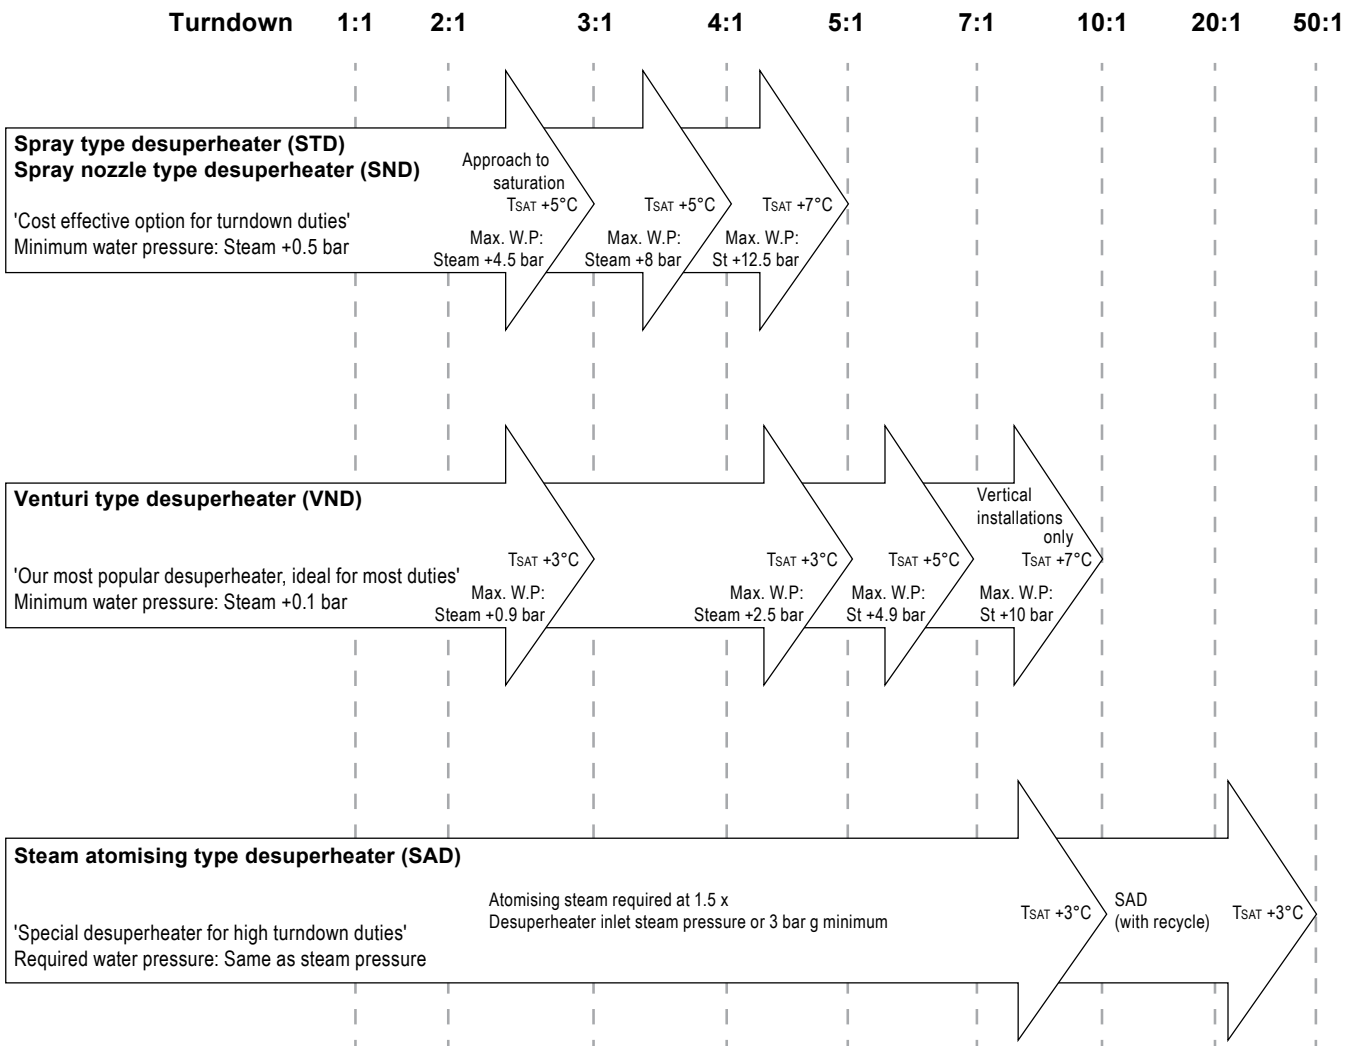 Turndown 1:1 2:1 3:1 4:1 5:1 7:1 10:1 20:1 50:1
Spray type desuperheater (STD)
Spray nozzle type desuperheater (SND)
'Cost effective option for turndown duties'
Minimum water pressure: Steam +0.5 bar
Approach to
saturation
TSAT +5°C
Max. W.P:
Steam +4.5 bar
TSAT +5°C
Max. W.P:
Steam +8 bar
TSAT +7°C
Max. W.P:
St +12.5 bar
Venturi type desuperheater (VND)
'Our most popular desuperheater, ideal for most duties'
Minimum water pressure: Steam +0.1 bar
TSAT +3°C
Max. W.P:
Steam +0.9 bar
TSAT +3°C
Max. W.P:
Steam +2.5 bar
TSAT +5°C
Max. W.P:
St +4.9 bar
Vertical
installations
only
TSAT +7°C
Max. W.P:
St +10 bar
Steam atomising type desuperheater (SAD)
'Special desuperheater for high turndown duties'
Required water pressure: Same as steam pressure
Atomising steam required at 1.5 x
Desuperheater inlet steam pressure or 3 bar g minimum
TSAT +3°C
SAD
(with recycle)
TSAT +3°C